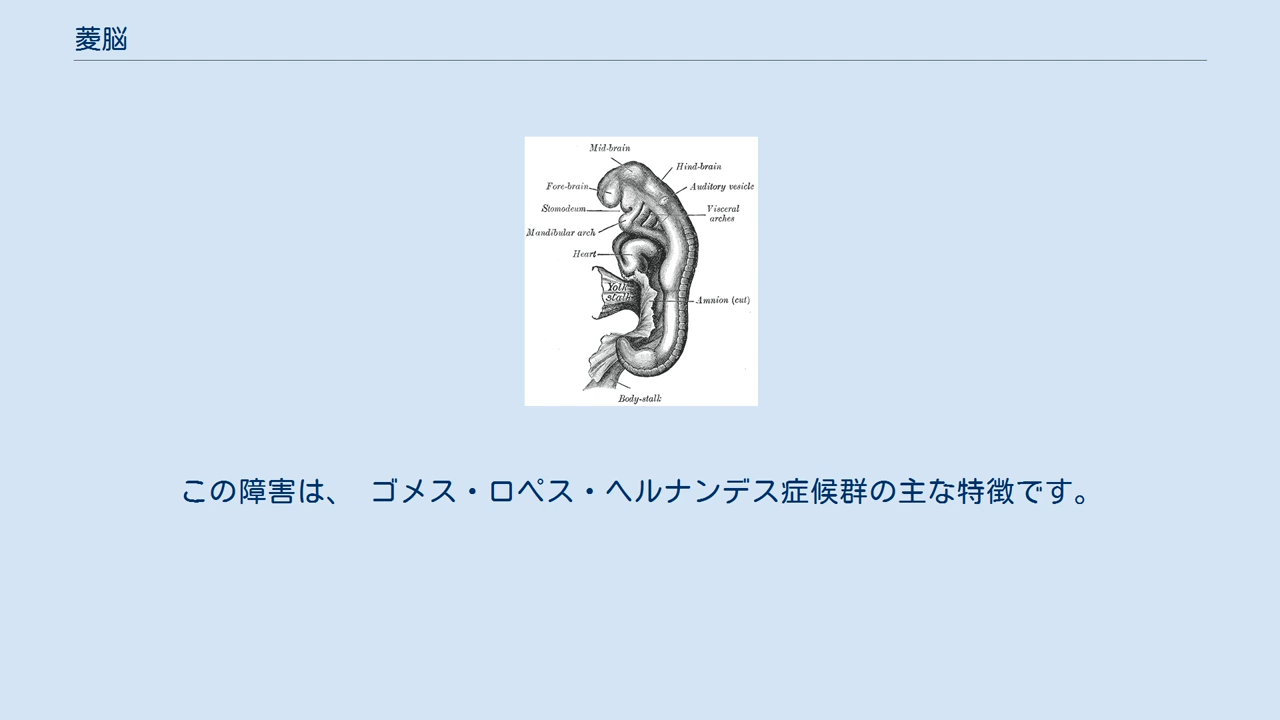 菱脳
Mid-brain
Hind-brain
Fore-brain
Auditory vesicle
Stomodeum
Visceral
arches
Mandibular arch
Heart
Yolk-
stalk
Amnion (cut)
Body-stalk
この障害は、 ゴメス・ロペス・ヘルナンデス症候群の主な特徴です。